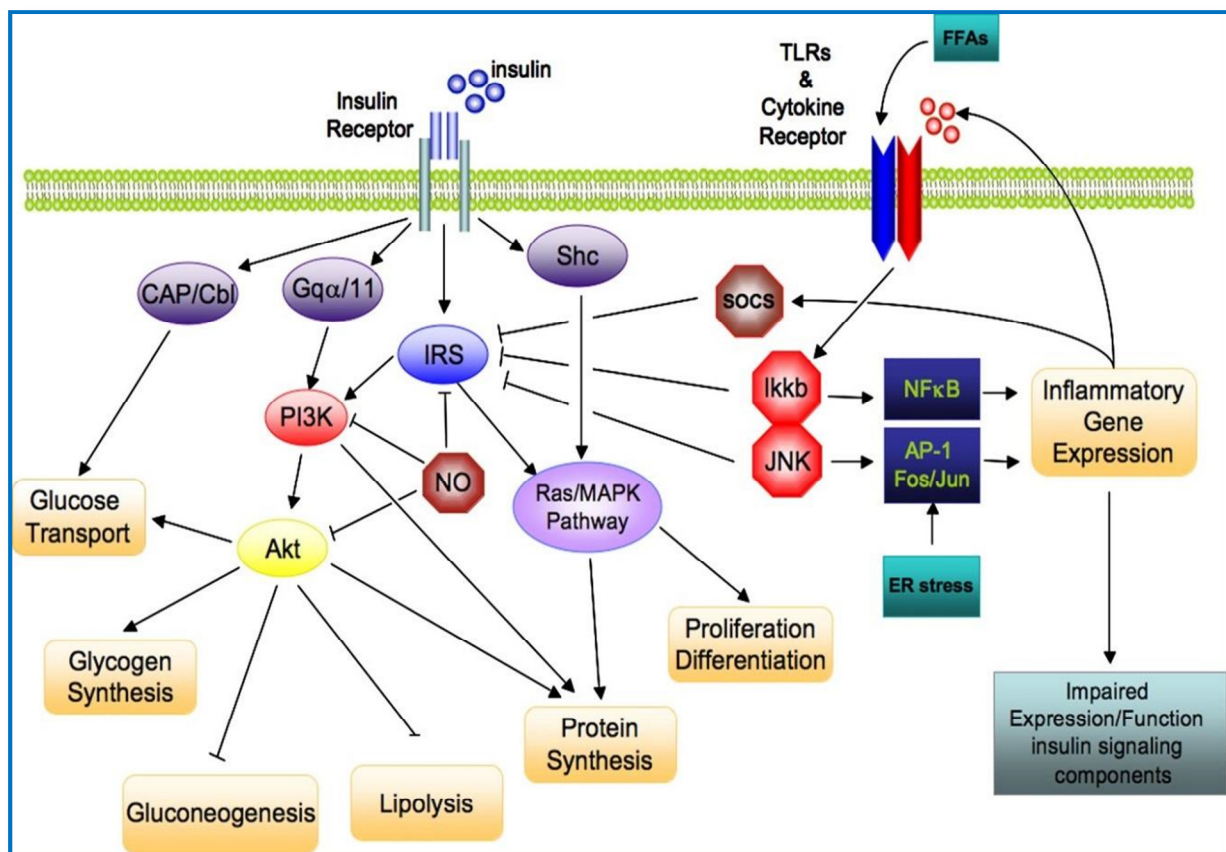 FFAs
TLRs
&
Cytokine
Receptor
insulin
Insulin
Receptor
Shc
CAP/Cbl
Gqα/11
SOCS
IRS
Ikkb
NFκB
Inflammatory
Gene
Expression
PI3K
JNK
AP-1
Fos/Jun
NO
Ras/MAPK
Pathway
Glucose
Transport
Akt
ER stress
Proliferation
Differentiation
Glycogen
Synthesis
Protein
Synthesis
Impaired
Expression/Function
insulin signaling
components
Gluconeogenesis
Lipolysis